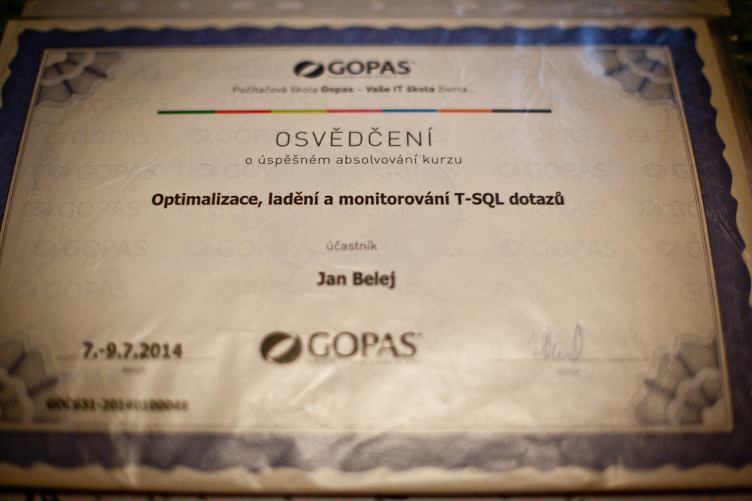 GOPAS
Počítačová škola Gopas – Vaše IT škola života...
OSVĚDČENÍ
o úspěšném absolvování kurzu
Optimalizace, ladění a monitorování T-SQL dotazů
účastník
Jan Belej
7.-9.7.2014
GOPAS